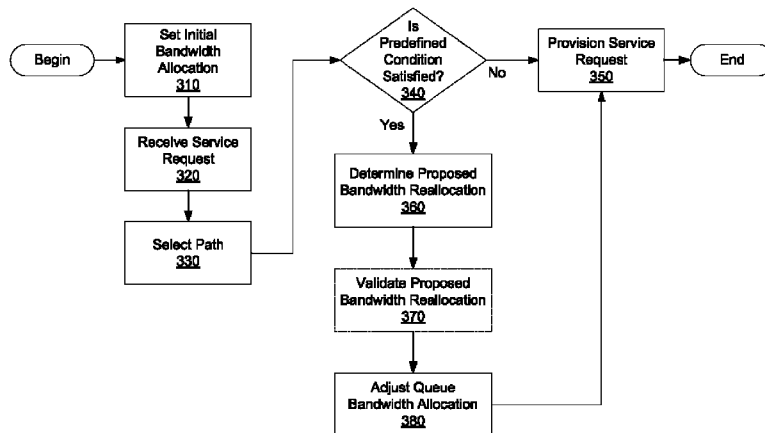 Begin
Set Initial
Bandwidth
Allocation
310
Receive Service
Request
320
Select Path
330
Is
Predefined
Condition
Satisfied?
340
No
Yes
Provision Service
Request
350
End
Determine Proposed
Bandwidth Reallocation
360
Validate Proposed
Bandwidth Reallocation
370
Adjust Queue
Bandwidth Allocation
380